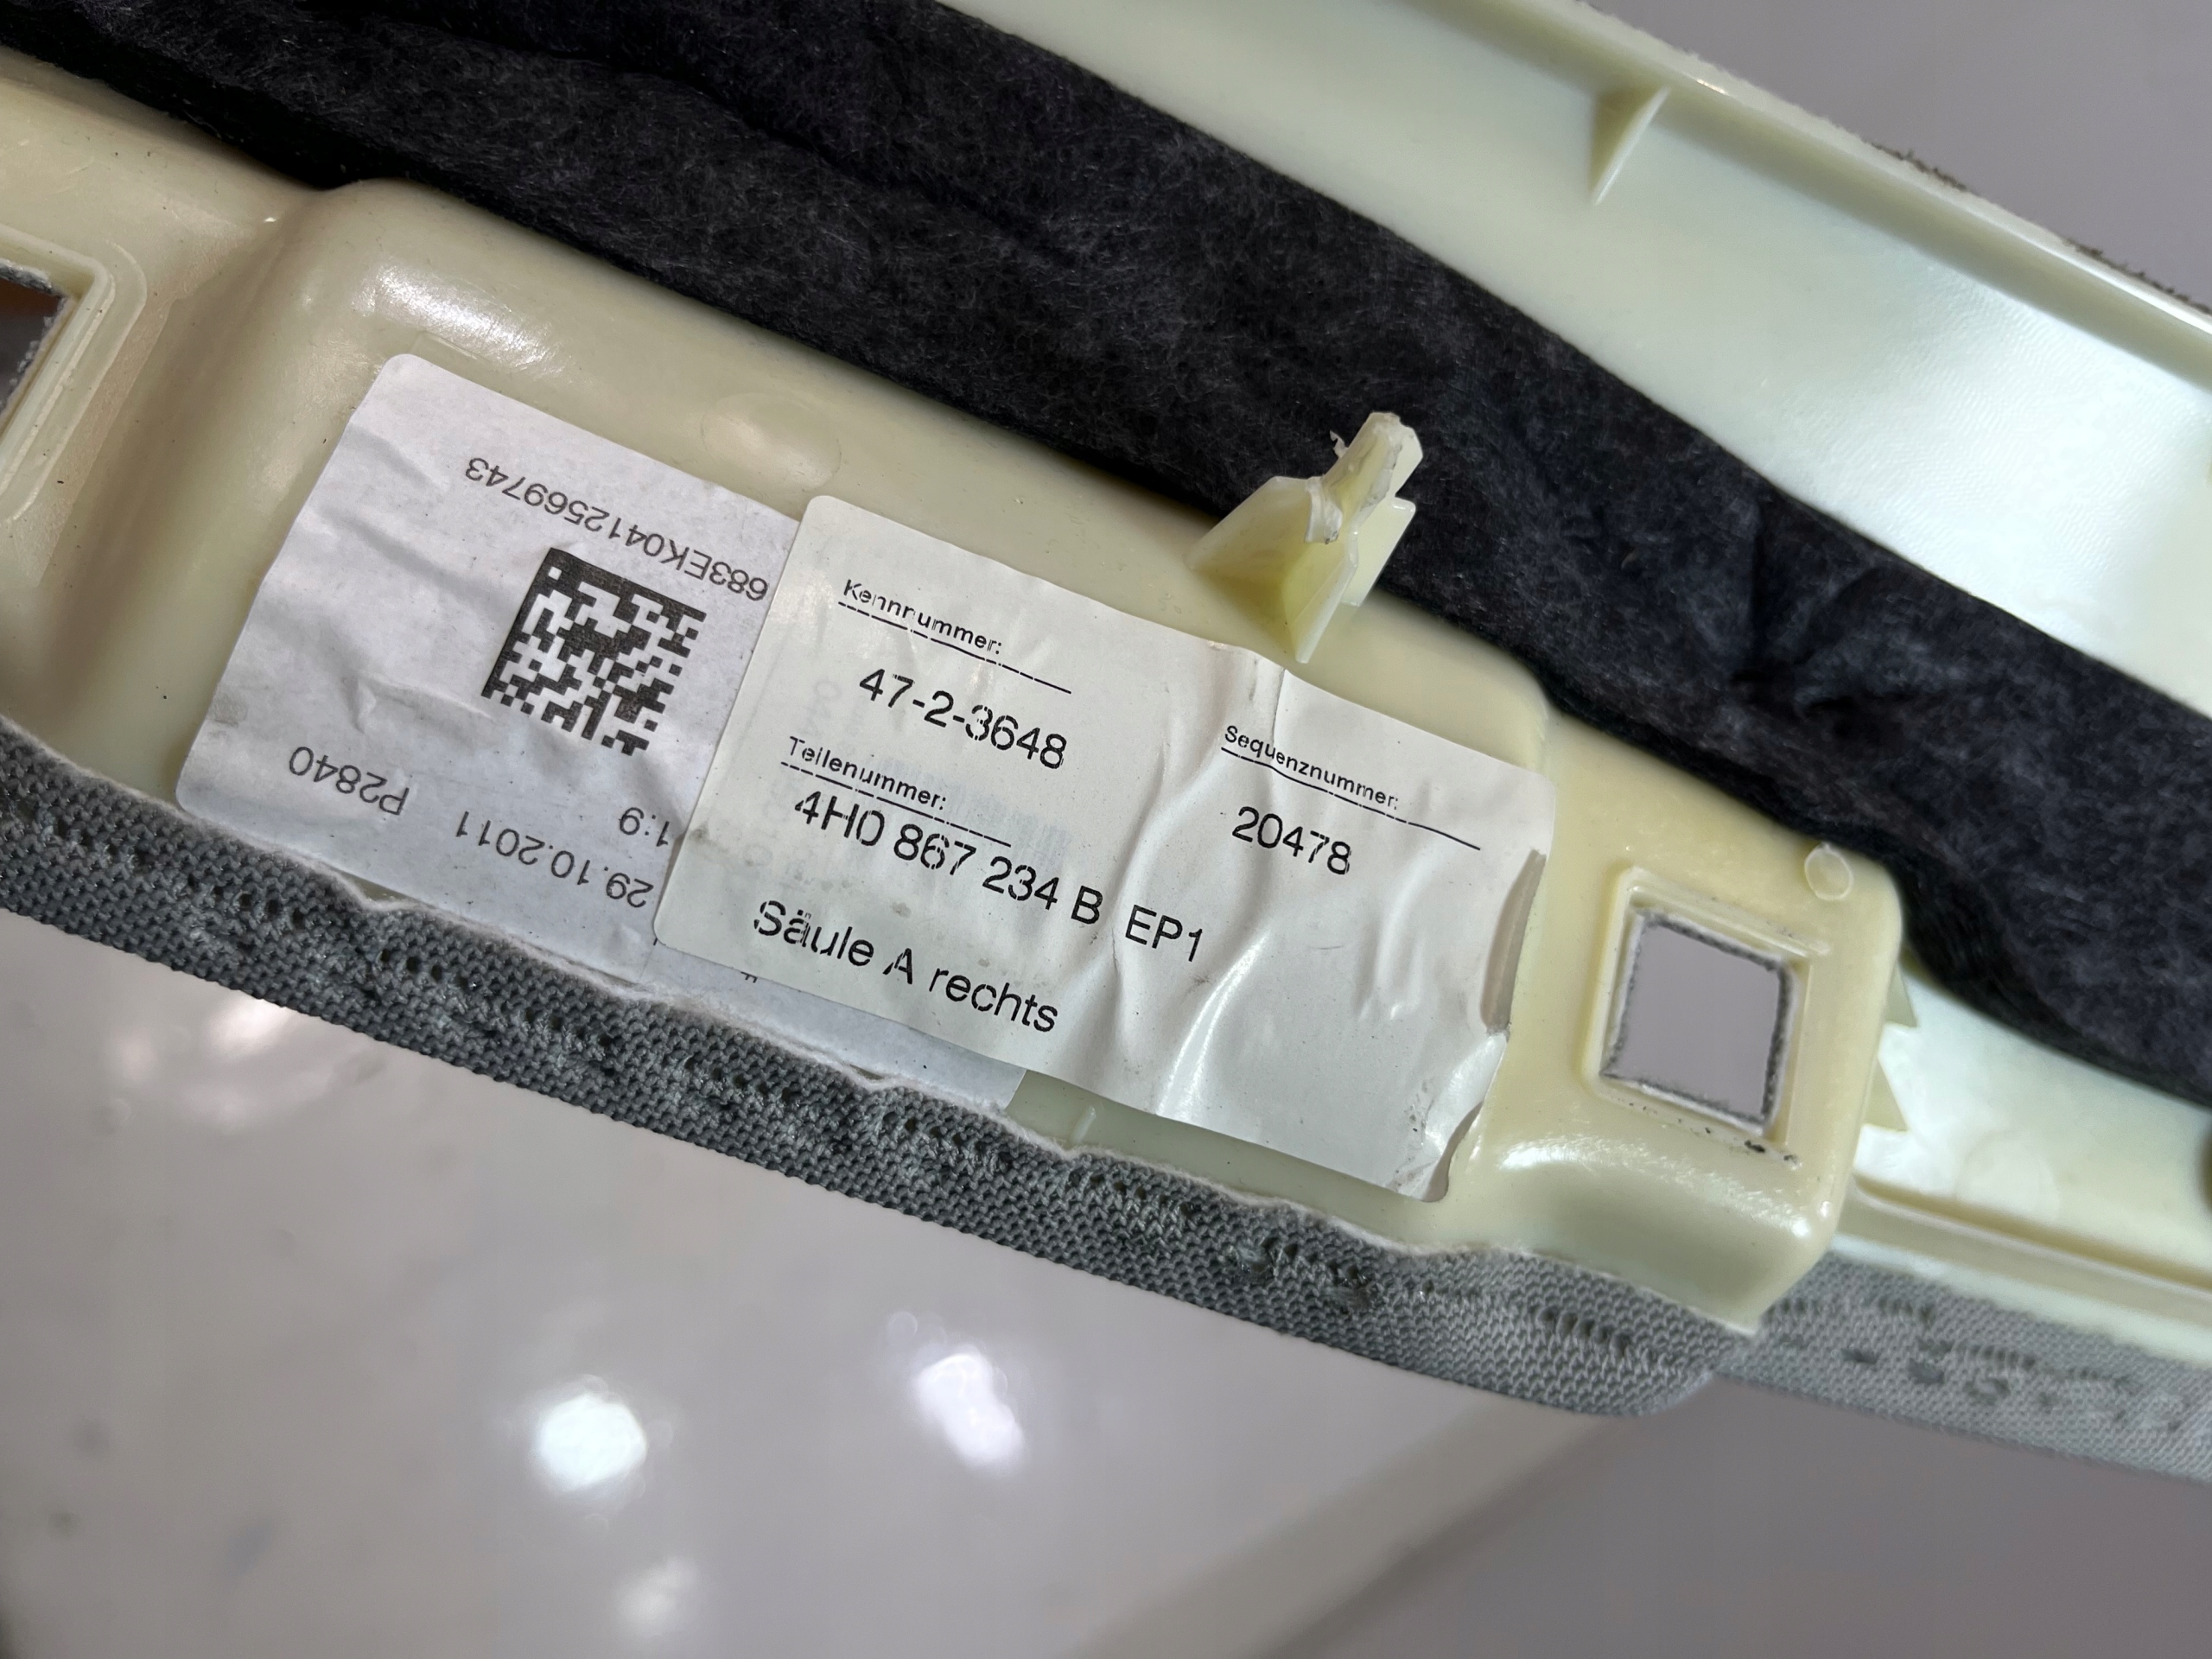 Kennnummer:
47-2-3648
Teilenummer:
4H0 867 234 B EP1
Säule A rechts
Sequenznummer:
20478
29.10.2011 P2840
1:9
683EK0412569743